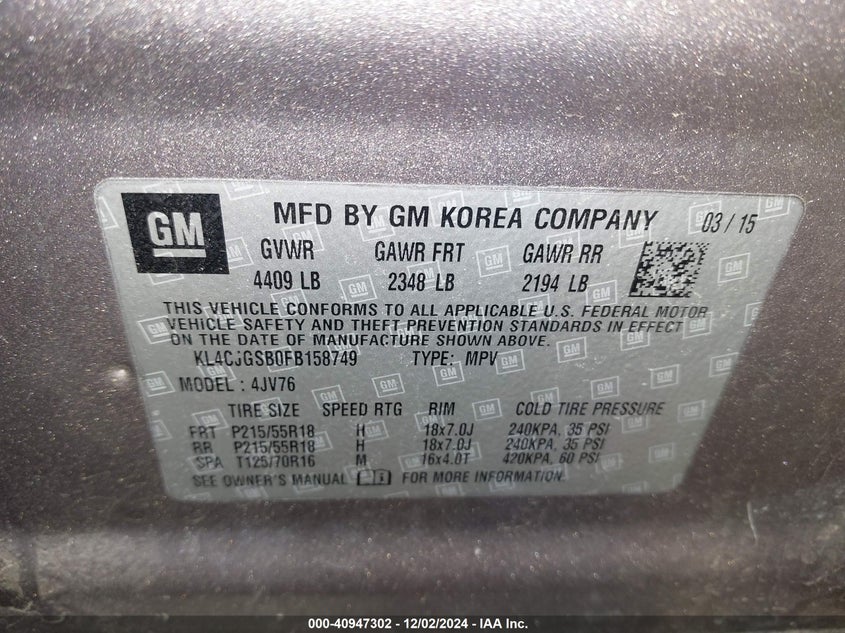 GM
MFD BY GM KOREA COMPANY 03 / 15
GVWR GAWR FRT GAWR RR
4409 LB 2348 LB 2194 LB
THIS VEHICLE CONFORMS TO ALL APPLICABLE U.S. FEDERAL MOTOR
VEHICLE SAFETY AND THEFT PREVENTION STANDARDS IN EFFECT
ON THE DATE OF MANUFACTURE SHOWN ABOVE.
KL4CJGSB0FB158749 TYPE: MPV
MODEL : 4JV76
TIRE SIZE SPEED RTG RIM COLD TIRE PRESSURE
FRT P215/55R18 H 18x7.0J 240KPA, 35 PSI
RR P215/55R18 H 18x7.0J 240KPA, 35 PSI
SPA T125/70R16 M 16x4.0T 420KPA, 60 PSI
SEE OWNER'S MANUAL FOR MORE INFORMATION
000-40947302 - 12/02/2024 - IAA Inc.